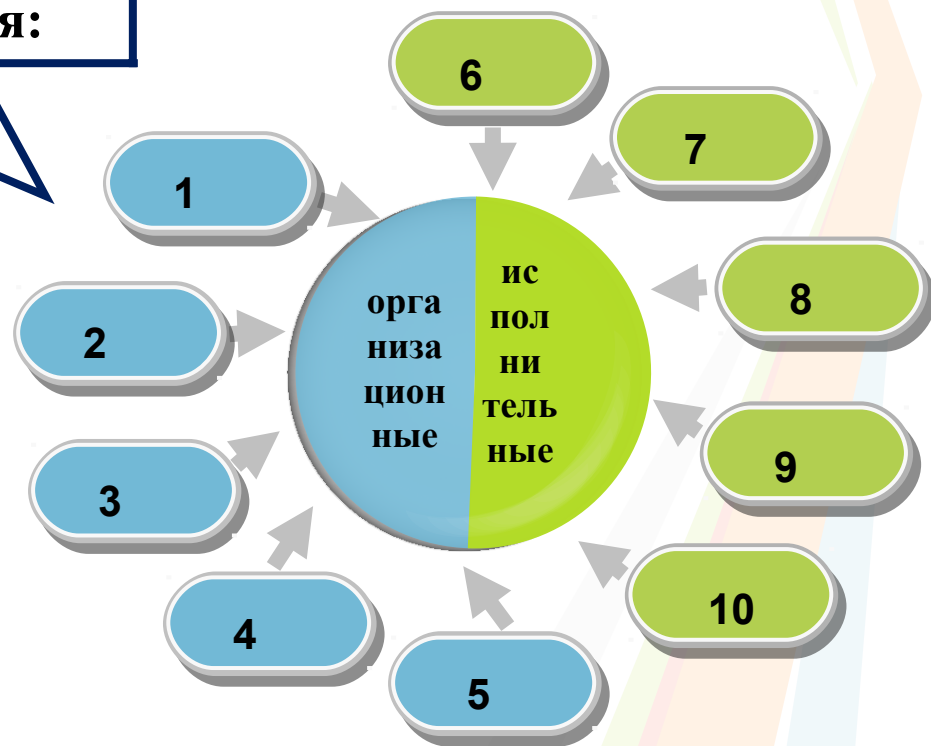 я:
6
7
1
8
2
орга
низа
цион
ные
ис
пол
ни
тель
ные
3
9
4
10
5